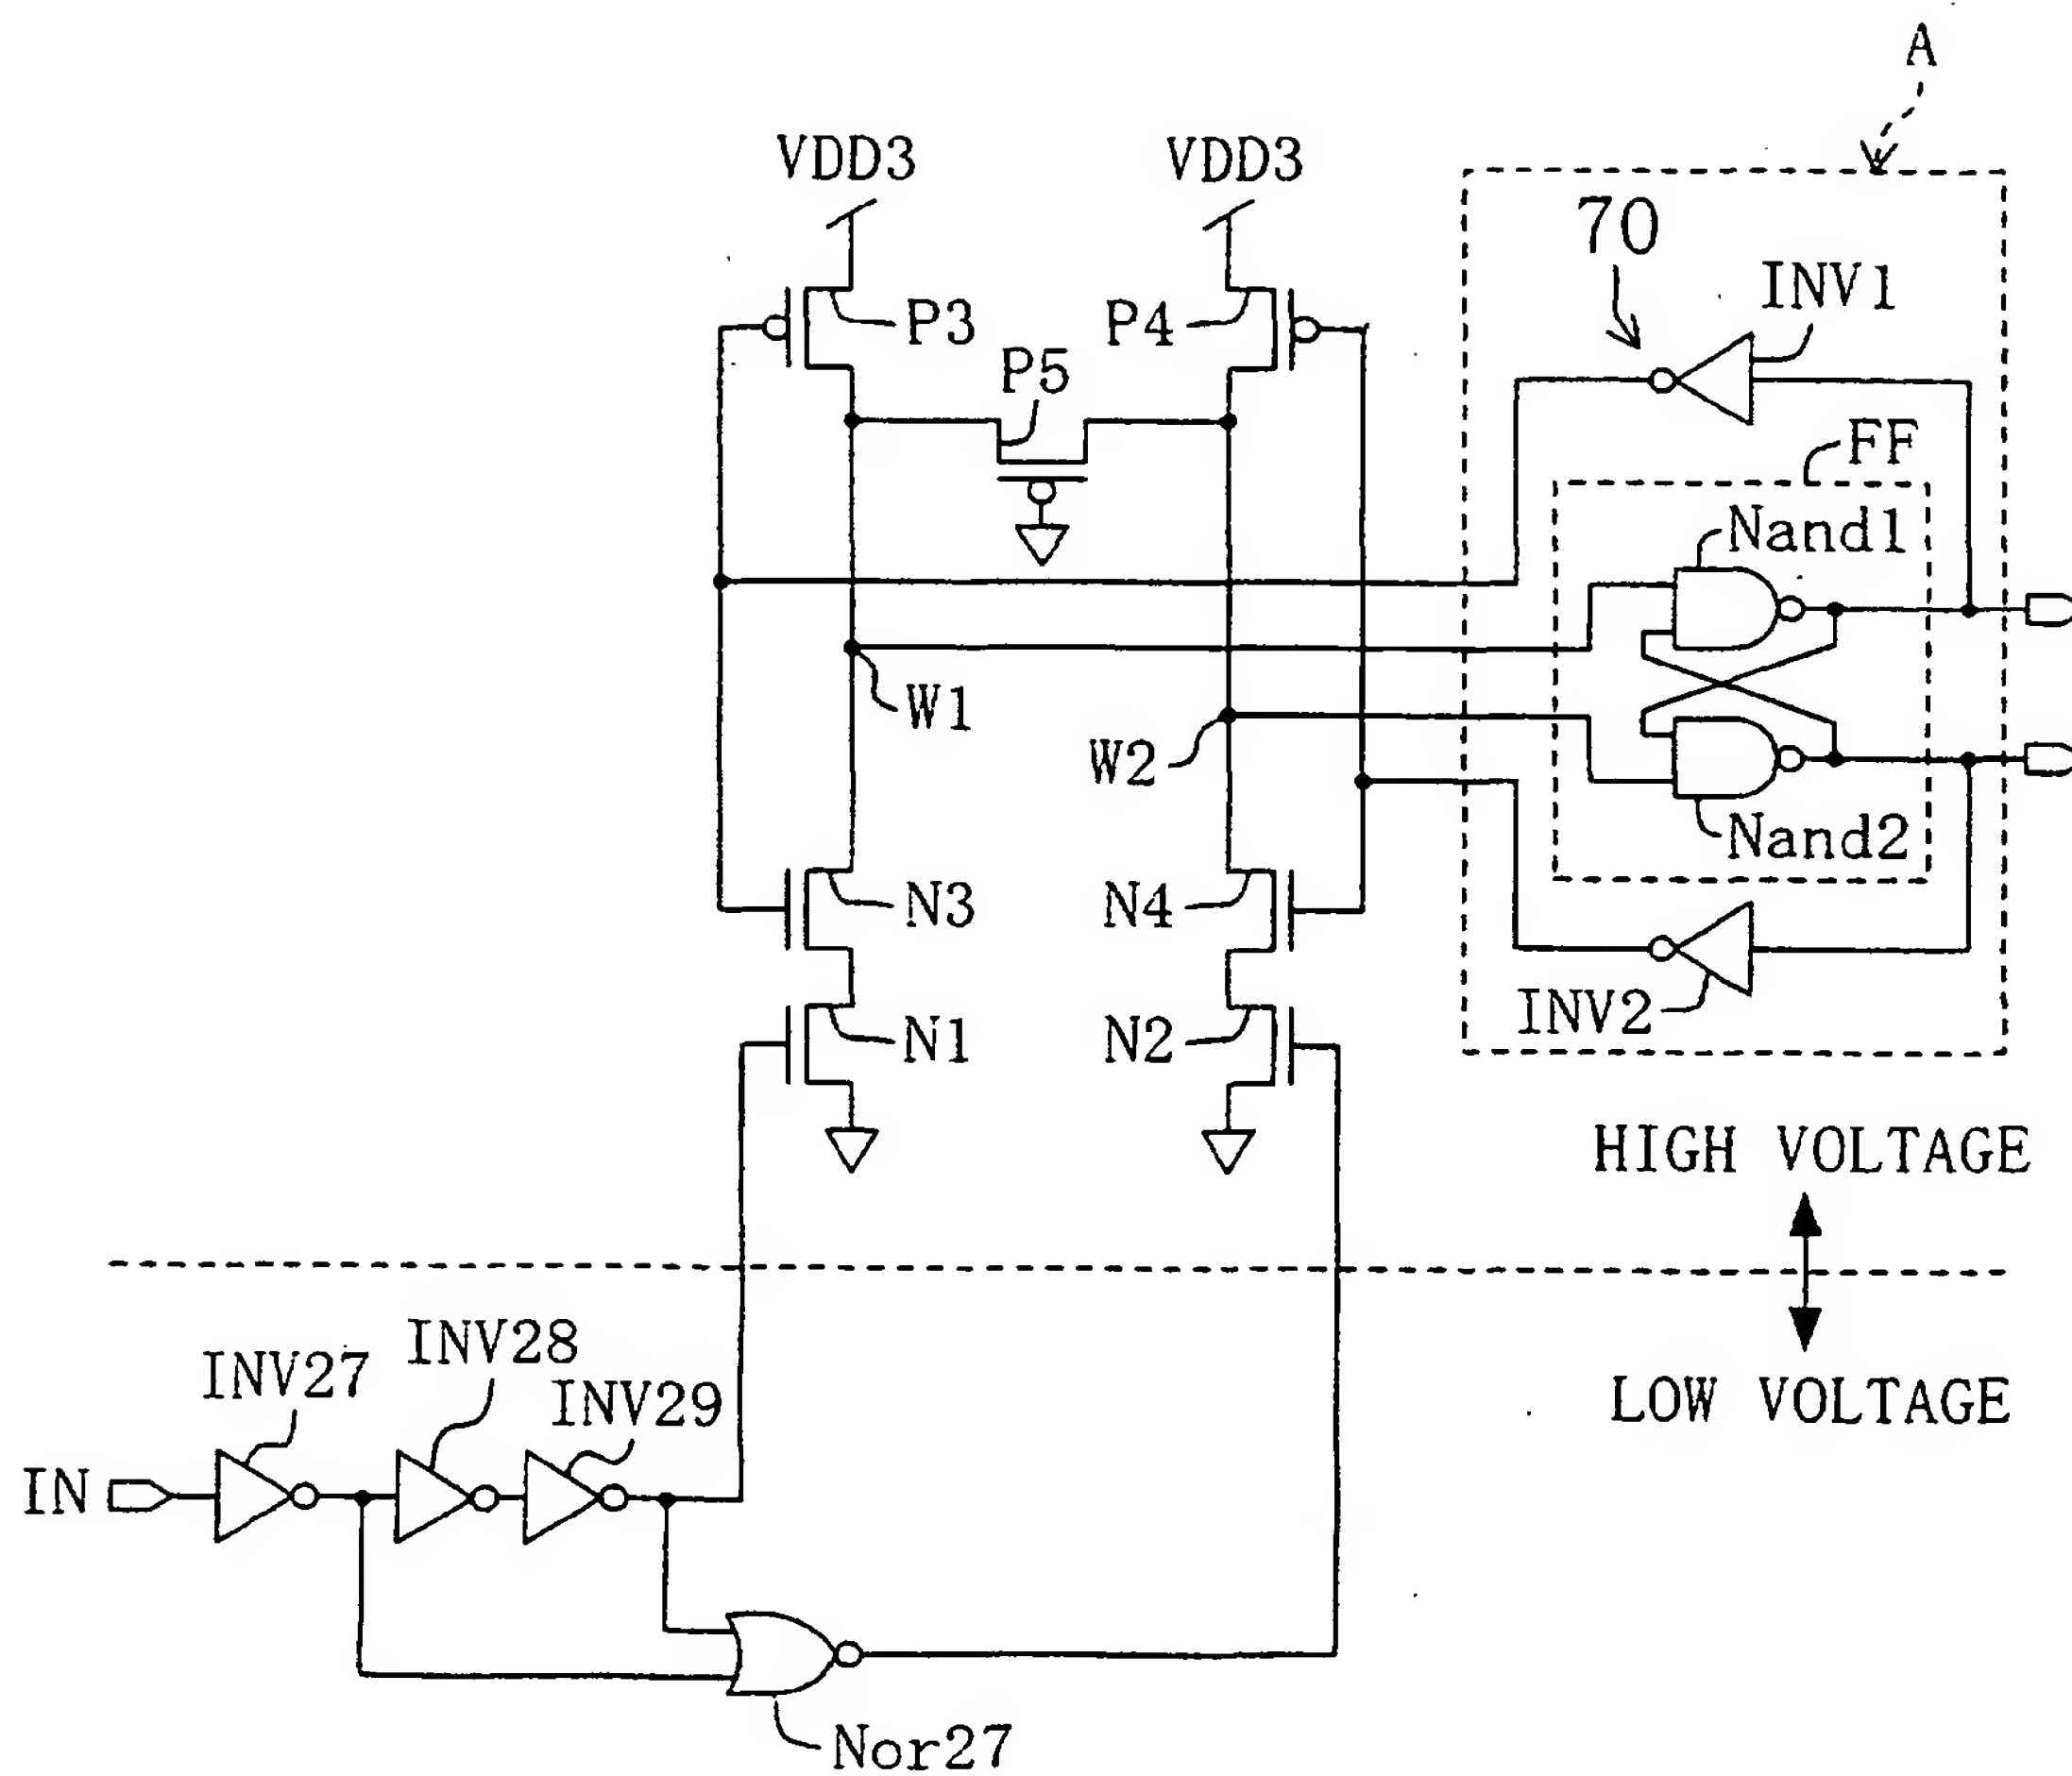 A
VDD3
VDD3
70
INV1
P3
P4
P5
FF
Nand1
W1
W2
Nand2
N3
N4
INV2
N1
N2
HIGH VOLTAGE
INV28
INV27
INV29
LOW VOLTAGE
IN
Nor27